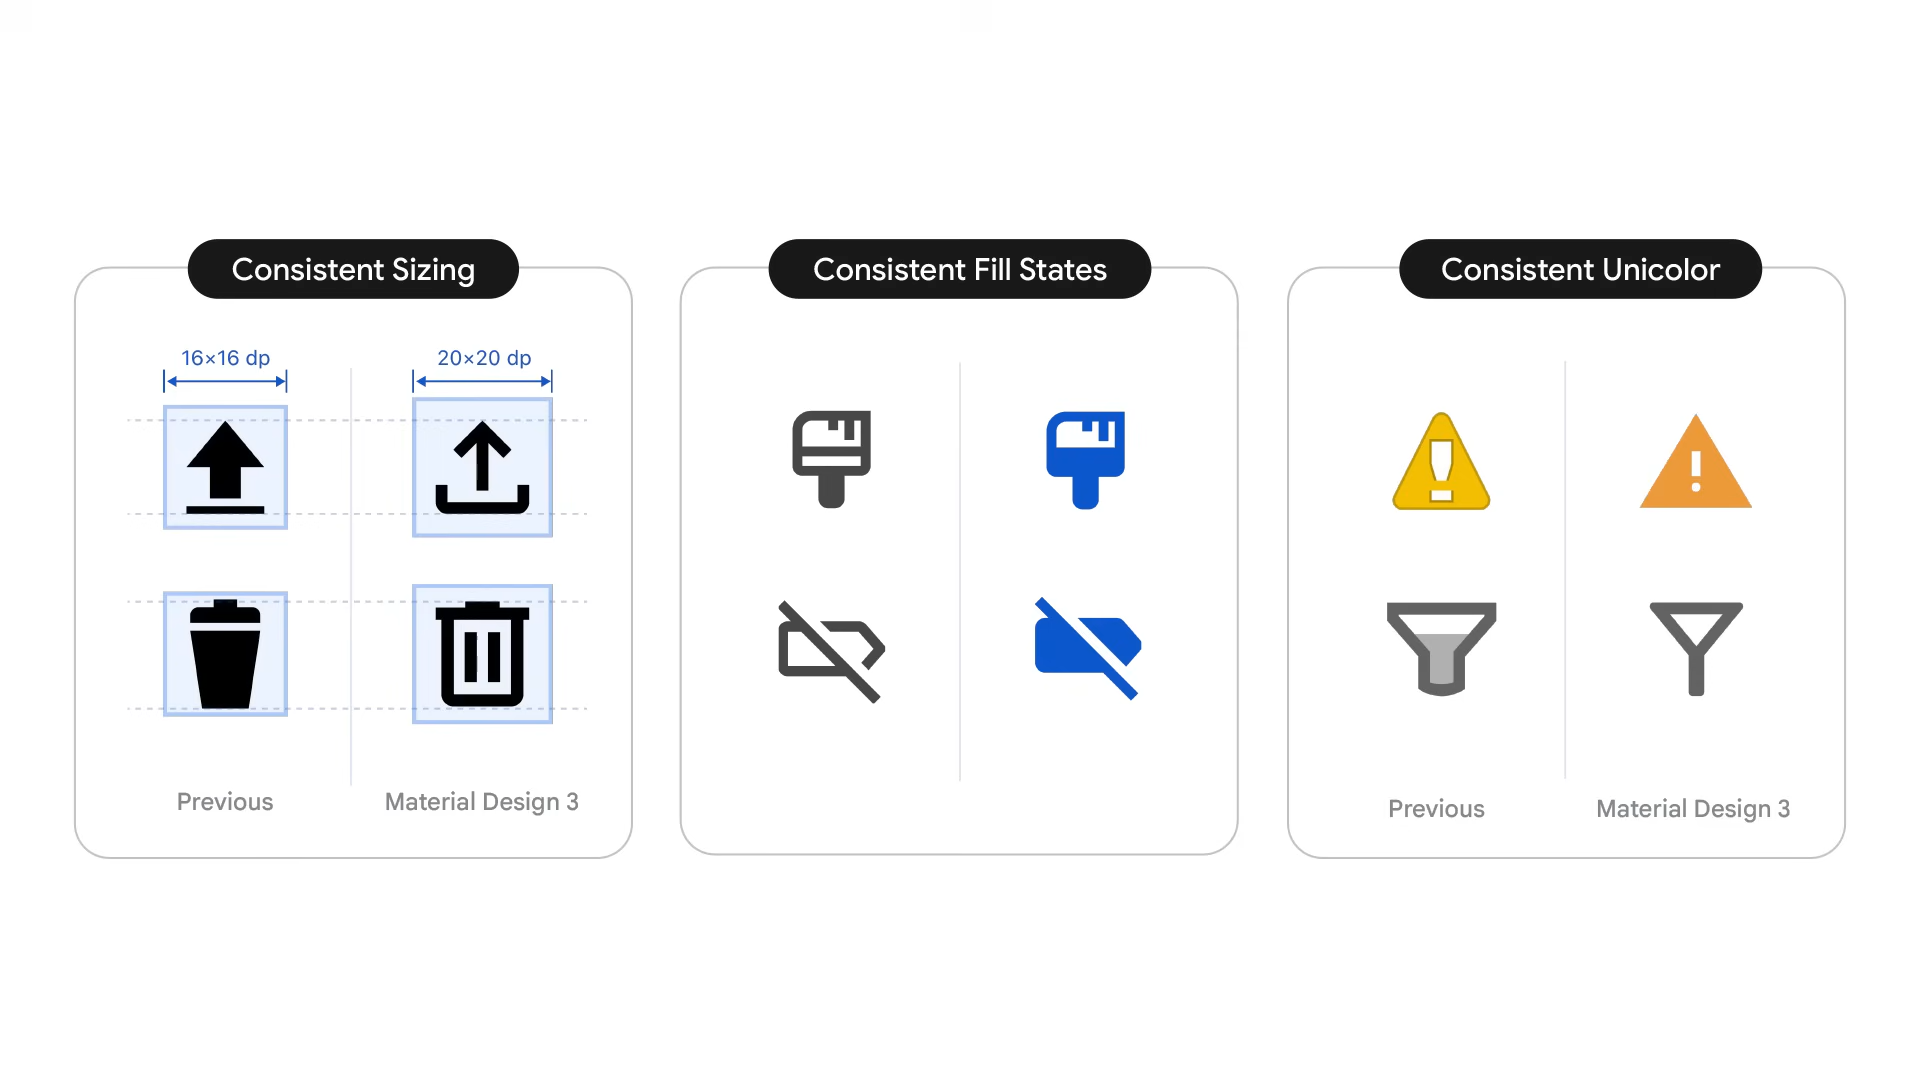 Consistent Sizing
16×16 dp
20×20 dp
Previous
Material Design 3
Consistent Fill States
Consistent Unicolor
Previous
Material Design 3